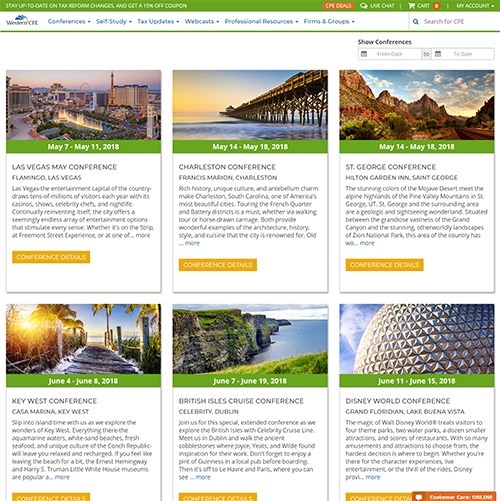 STAY UP-TO-DATE ON TAX REFORM CHANGES, AND GET A 15% OFF COUPON
CPE DEALS LIVE CHAT | CART 0 | MY ACCOUNT
Western CPE Conferences Self-Study Tax Updates Webcasts Professional Resources Firms & Groups Search for CPE
Show Conferences
From Date to To Date
May 7 - May 11, 2018
LAS VEGAS MAY CONFERENCE
FLAMINGO, LAS VEGAS
Las Vegas-the entertainment capital of the country-
draws tens-of-millions of visitors each year with its
casinos, shows, celebrity chefs, and nightlife.
Continually reinventing itself, the city offers a
seemingly endless array of entertainment options
that stimulate every sense. Whether it's on the Strip,
at Freemont Street Experience, or at one of... more
CONFERENCE DETAILS
May 14 - May 18, 2018
CHARLESTON CONFERENCE
FRANCIS MARION, CHARLESTON
Rich history, unique culture, and antebellum charm
make Charleston, South Carolina, one of America's
most beautiful cities. Touring the French Quarter
and Battery districts is a must, whether via walking
tour or horse drawn carriage. Both provide
wonderful examples of the architecture, history,
style, and cuisine that the city is renowned for. Old
... more
CONFERENCE DETAILS
May 14 - May 18, 2018
ST. GEORGE CONFERENCE
HILTON GARDEN INN, SAINT GEORGE
The stunning colors of the Mojave Desert meet the
alpine highlands of the Pine Valley Mountains in St.
George, UT. St. George and the surrounding area
are a geologic and sightseeing wonderland. Situated
between the grandiose vastness of the Grand
Canyon and the stunning, otherworldly landscapes
of Zion National Park, this area of the country has
wo... more
CONFERENCE DETAILS
June 4 - June 8, 2018
KEY WEST CONFERENCE
CASA MARINA, KEY WEST
Slip into island time with us as we explore the
wonders of Key West. Everything there-the
aquamarine waters, white-sand beaches, fresh
seafood, and unique culture of the Conch Republic-
will leave you relaxed and recharged. If you feel like
leaving the beach for a bit, the Ernest Hemingway
and Harry S. Truman Little White House museums
are popular a... more
June 7 - June 19, 2018
BRITISH ISLES CRUISE CONFERENCE
CELEBRITY, DUBLIN
Join us for this special, extended conference as we
explore the British Isles with Celebrity Cruise Line.
Meet us in Dublin and walk the ancient
cobblestones where Joyce, Yeats, and Wilde found
inspiration for their work. Don't forget to enjoy a
pint of Guinness in a local pub before boarding.
Then it's off to Le Havre and Paris, where you can
see ... more
June 11 - June 15, 2018
DISNEY WORLD CONFERENCE
GRAND FLORIDIAN, LAKE BUENA VISTA
The magic of Walt Disney World® treats visitors to
four theme parks, two water parks, a dozen smaller
attractions, and scores of restaurants. With so many
amusements and attractions to choose from, the
hardest decision is where to begin. Whether you're
there for the character experiences, live
entertainment, or the thrill of the rides, Disney
provi... more
Customer Care: ONLINE